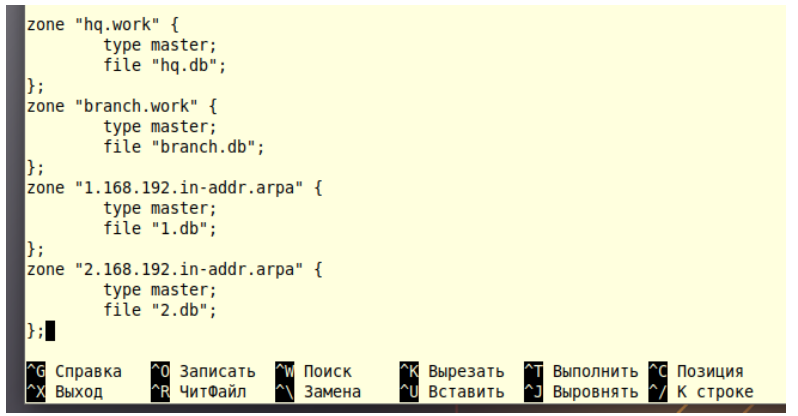 zone "hq.work" {
        type master;
        file "hq.db";
};
zone "branch.work" {
        type master;
        file "branch.db";
};
zone "1.168.192.in-addr.arpa" {
        type master;
        file "1.db";
};
zone "2.168.192.in-addr.arpa" {
        type master;
        file "2.db";
};
^G Справка ^O Записать ^W Поиск ^K Вырезать ^T Выполнить ^C Позиция
^X Выход ^R ЧитФайл ^\ Замена ^U Вставить ^J Выровнять ^/ К строке